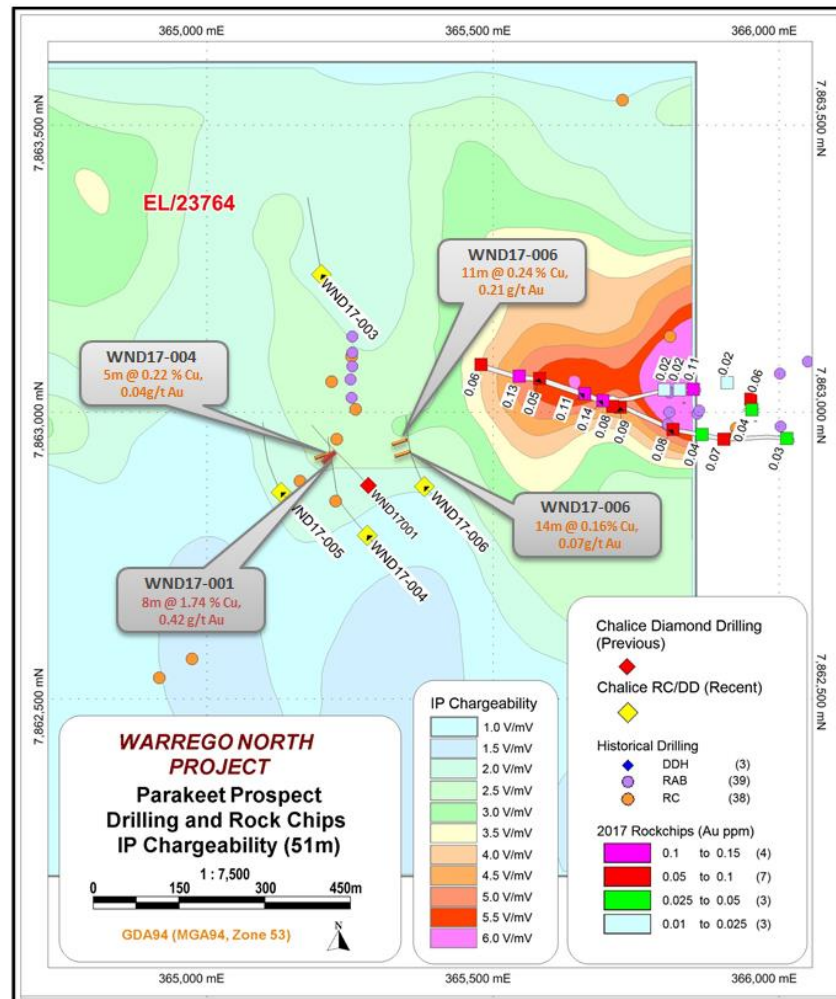 365,000 mE
365,500 mE
366,000 mE
7,863,500 mN
7,863,500 mN
EL/23764
WND17-006
11m @ 0.24 % Cu,
0.21 g/t Au
WND17-003
WND17-004
5m @ 0.22 % Cu,
0.04g/t Au
0.06
0.13
0.05
0.11
0.14
0.08
0.09
0.08
0.02
0.02
0.11
0.02
0.06
0.04
0.04
0.07
0.03
7,863,000 mN
7,863,000 mN
WND17-005
WND17001
WND17-006
WND17-004
WND17-006
14m @ 0.16% Cu,
0.07g/t Au
WND17-001
8m @ 1.74 % Cu,
0.42 g/t Au
7,862,500 mN
7,862,500 mN
WARREGO NORTH
PROJECT
Parakeet Prospect
Drilling and Rock Chips
IP Chargeability (51m)
1 : 7,500
0 150 300 450m
GDA94 (MGA94, Zone 53)
N
IP Chargeability
1.0 V/mV
1.5 V/mV
2.0 V/mV
2.5 V/mV
3.0 V/mV
3.5 V/mV
4.0 V/mV
4.5 V/mV
5.0 V/mV
5.5 V/mV
6.0 V/mV
Chalice Diamond Drilling
(Previous)
Chalice RC/DD (Recent)
Historical Drilling
DDH (3)
RAB (39)
RC (38)
2017 Rockchips (Au ppm)
0.1 to 0.15 (4)
0.05 to 0.1 (7)
0.025 to 0.05 (3)
0.01 to 0.025 (3)
365,000 mE
365,500 mE
366,000 mE